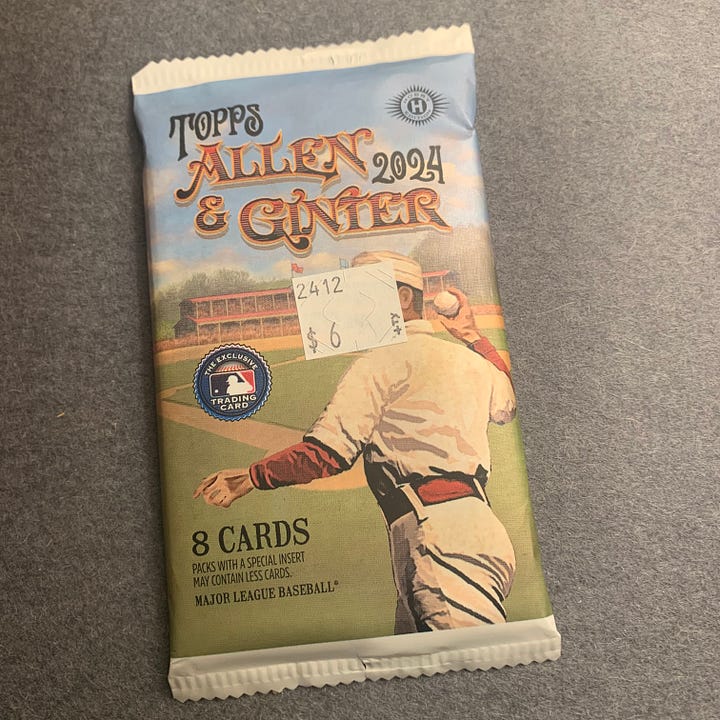 TOPPS
ALLEN 2024
& GINTER
H
2412
$6
THE EXCLUSIVE
TRADING
CARD
8 CARDS
PACKS WITH A SPECIAL INSERT
MAY CONTAIN LESS CARDS.
MAJOR LEAGUE BASEBALL®